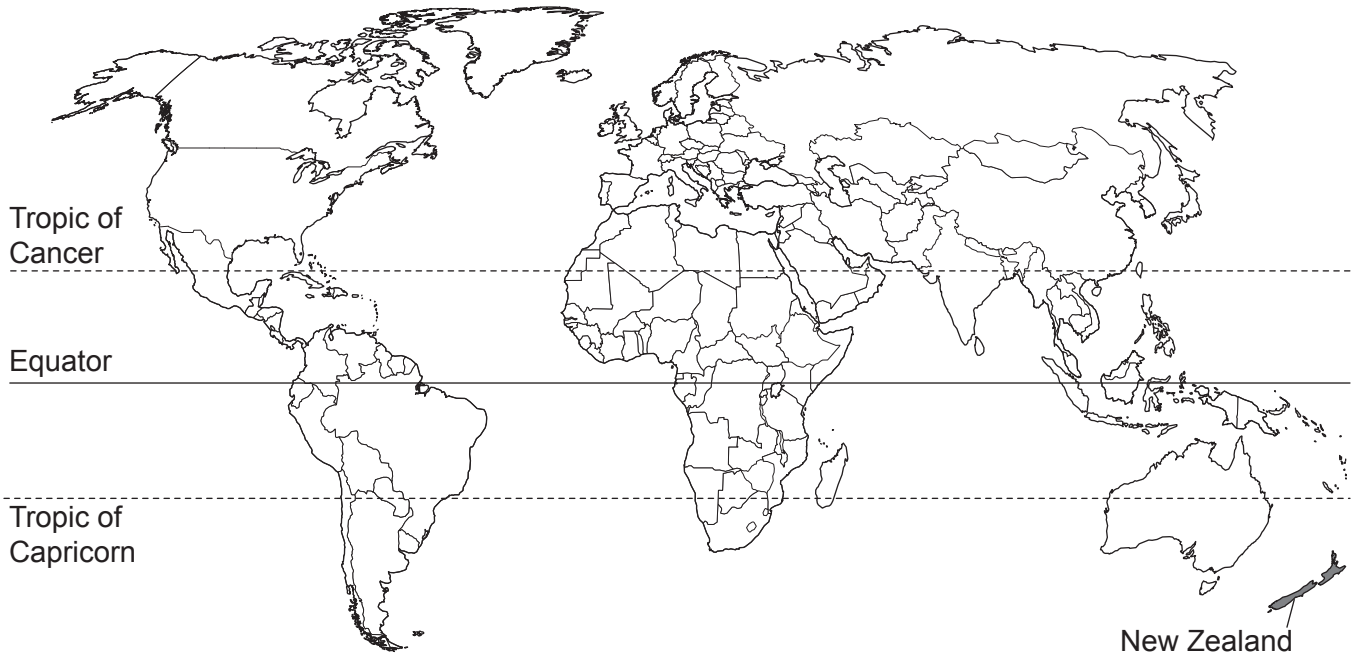 Tropic of
Cancer
Equator
Tropic of
Capricorn
New Zealand